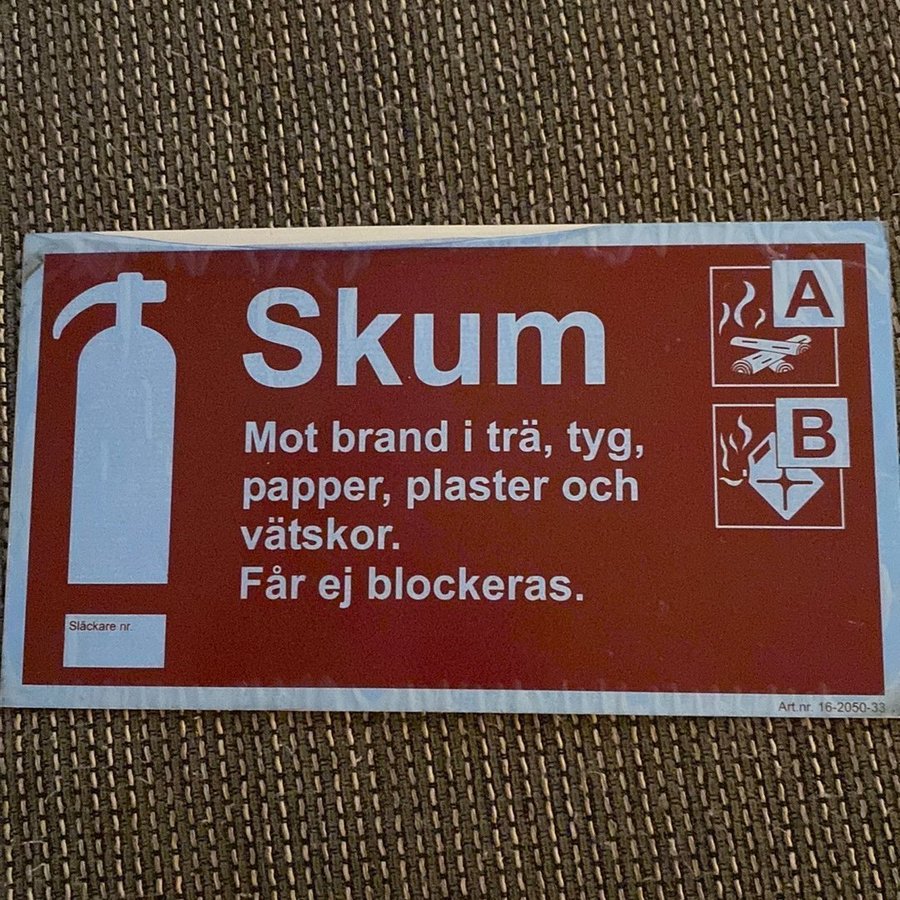 Skum
Mot brand i trä, tyg,
papper, plaster och
vätskor.
Får ej blockeras.
A
B
Släckare nr.
Art.nr. 16-2050-33